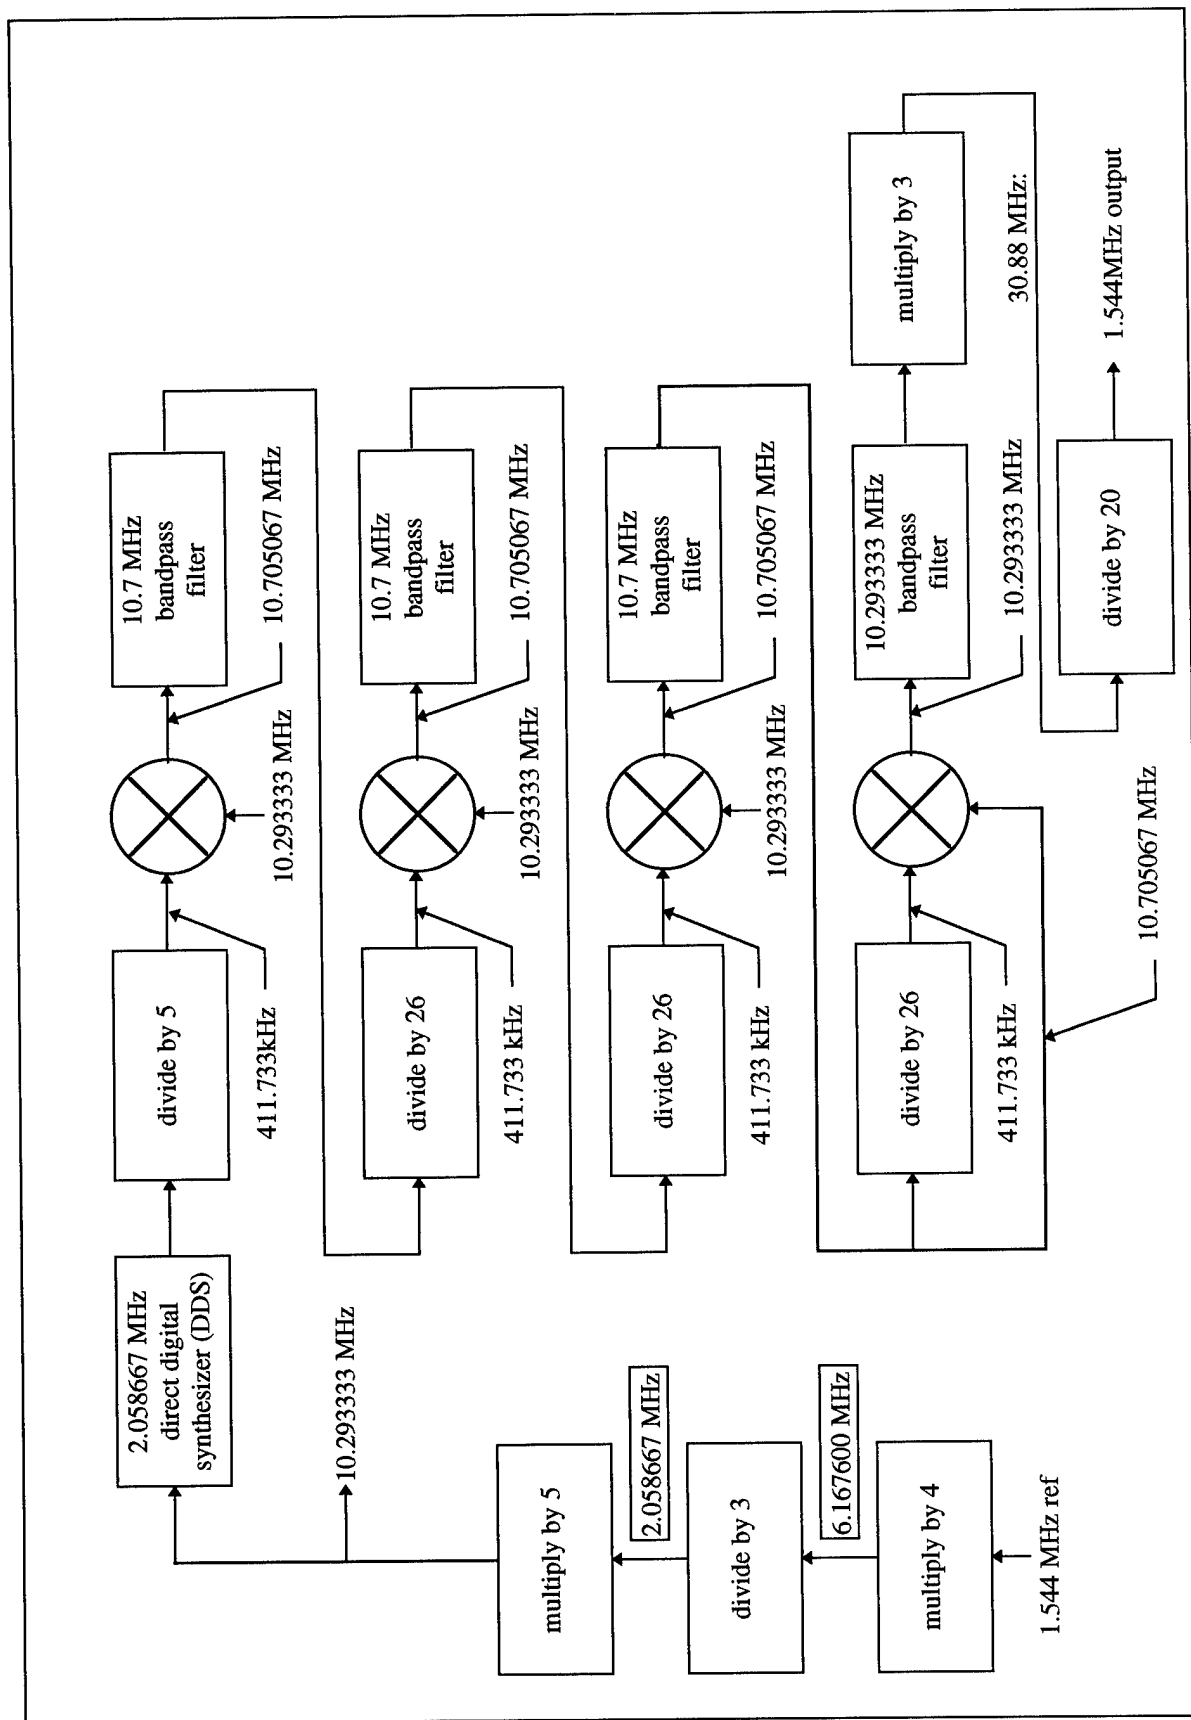 2.058667 MHz
direct digital
synthesizer (DDS)
divide by 5
411.733kHz
10.293333 MHz
10.7 MHz
bandpass
filter
10.705067 MHz
divide by 26
411.733 kHz
10.293333 MHz
10.7 MHz
bandpass
filter
10.705067 MHz
divide by 26
411.733 kHz
10.293333 MHz
10.7 MHz
bandpass
filter
10.705067 MHz
divide by 26
411.733 kHz
10.705067 MHz
10.293333 MHz
bandpass
filter
10.293333 MHz
multiply by 3
30.88 MHz:
divide by 20
1.544MHz output
10.293333 MHz
multiply by 5
2.058667 MHz
divide by 3
6.167600 MHz
multiply by 4
1.544 MHz ref